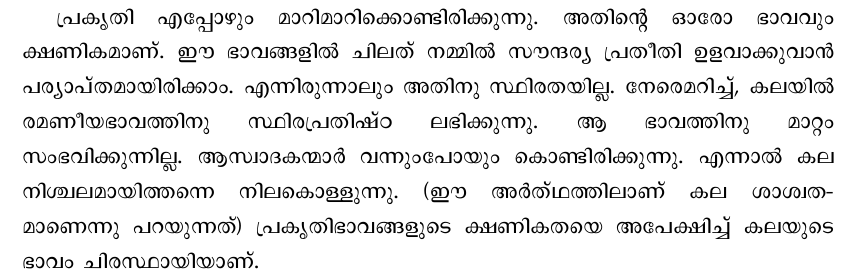 പ്രകൃതി എപ്പോഴും മാറിമാറിക്കൊണ്ടിരിക്കുന്നു. അതിന്റെ ഓരോ ഭാവവും
ക്ഷണികമാണ്. ഈ ഭാവങ്ങളിൽ ചിലത് നമ്മിൽ സൗന്ദര്യ പ്രതീതി ഉളവാക്കുവാൻ
പര്യാപ്തമായിരിക്കാം. എന്നിരുന്നാലും അതിനു സ്ഥിരതയില്ല. നേരെമറിച്ച്, കലയിൽ
രമണീയഭാവത്തിനു സ്ഥിരപ്രതിഷ്ഠ ലഭിക്കുന്നു. ആ ഭാവത്തിനു മാറ്റം
സംഭവിക്കുന്നില്ല. ആസ്വാദകന്മാർ വന്നുംപോയും കൊണ്ടിരിക്കുന്നു. എന്നാൽ കല
നിശ്ചലമായിത്തന്നെ നിലകൊള്ളുന്നു. (ഈ അർത്ഥത്തിലാണ് കല ശാശ്വത-
മാണെന്നു പറയുന്നത്) പ്രകൃതിഭാവങ്ങളുടെ ക്ഷണികതയെ അപേക്ഷിച്ച് കലയുടെ
ഭാവം ചിരസ്ഥായിയാണ്.